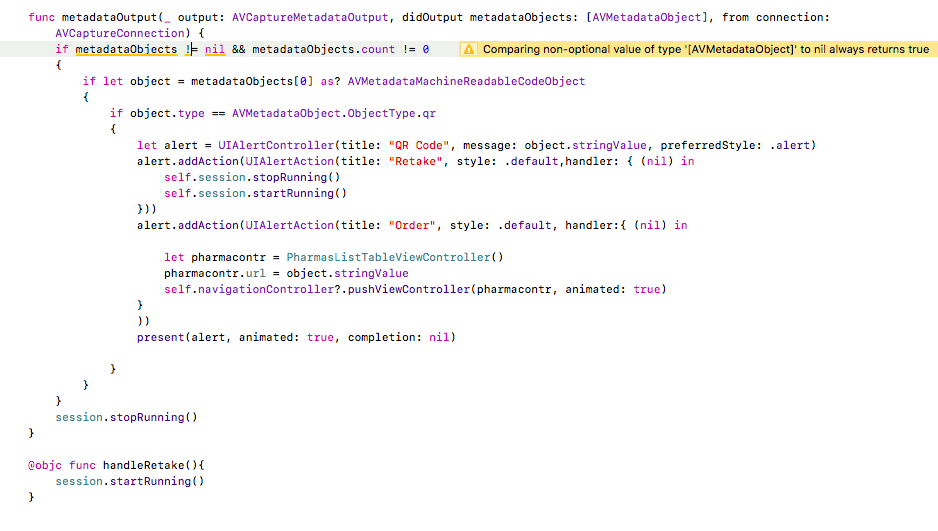 func metadataOutput(_ output: AVCaptureMetadataOutput, didOutput metadataObjects: [AVMetadataObject], from connection:
AVCaptureConnection) {
if metadataObjects != nil && metadataObjects.count != 0 Comparing non-optional value of type '[AVMetadataObject]' to nil always returns true
{
if let object = metadataObjects[0] as? AVMetadataMachineReadableCodeObject
{
if object.type == AVMetadataObject.ObjectType.qr
{
let alert = UIAlertController(title: "QR Code", message: object.stringValue, preferredStyle: .alert)
alert.addAction(UIAlertAction(title: "Retake", style: .default,handler: { (nil) in
self.session.stopRunning()
self.session.startRunning()
}))
alert.addAction(UIAlertAction(title: "Order", style: .default, handler:{ (nil) in
let pharmacontr = PharmasListTableViewController()
pharmacontr.url = object.stringValue
self.navigationController?.pushViewController(pharmacontr, animated: true)
}
))
present(alert, animated: true, completion: nil)
}
}
}
session.stopRunning()
}
@objc func handleRetake(){
session.startRunning()
}